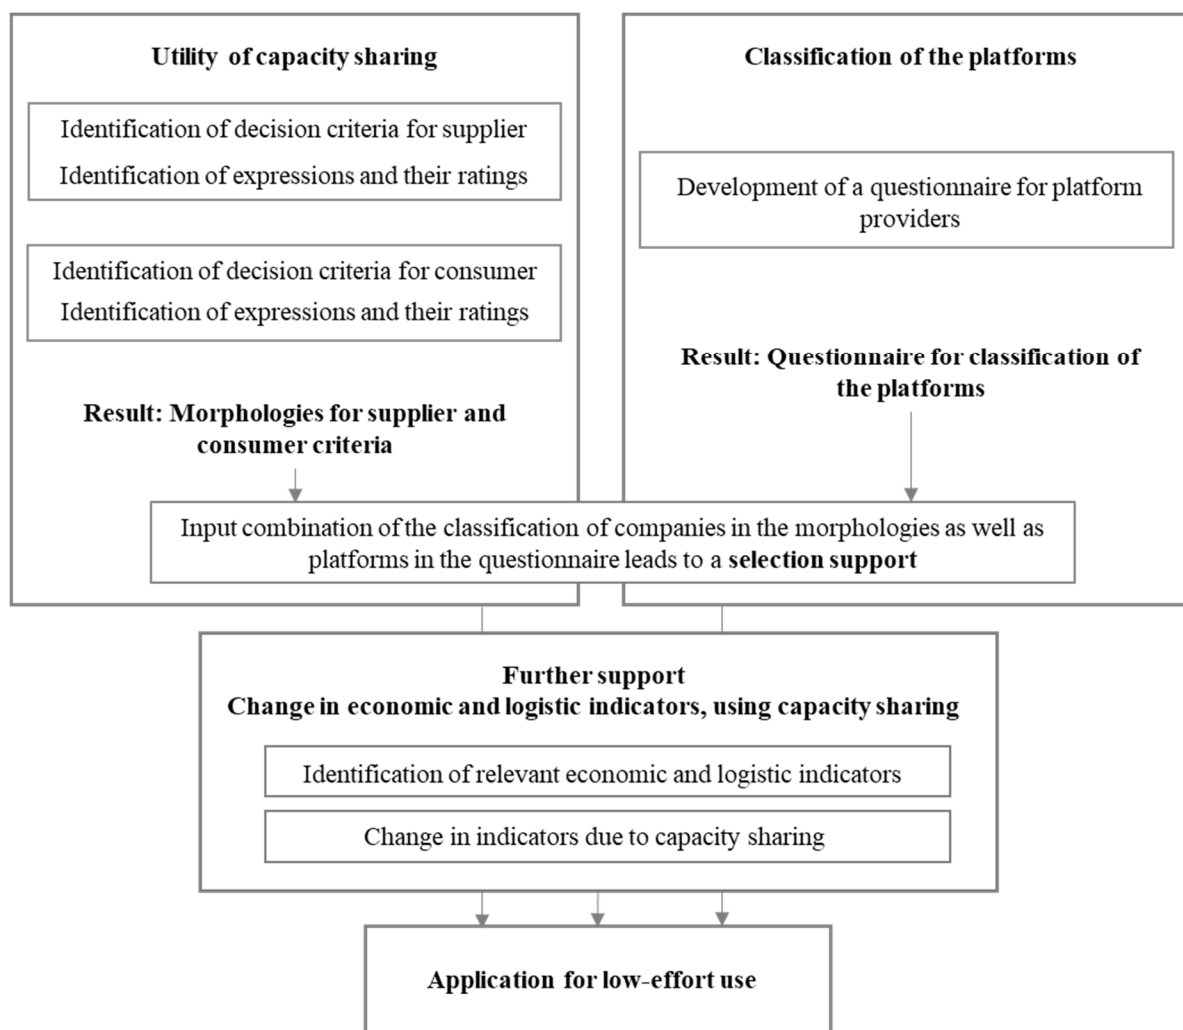 Utility of capacity sharing
Identification of decision criteria for supplier
Identification of expressions and their ratings
Identification of decision criteria for consumer
Identification of expressions and their ratings
Result: Morphologies for supplier and
consumer criteria
Classification of the platforms
Development of a questionnaire for platform
providers
Result: Questionnaire for classification of
the platforms
Input combination of the classification of companies in the morphologies as well as
platforms in the questionnaire leads to a selection support
Further support
Change in economic and logistic indicators, using capacity sharing
Identification of relevant economic and logistic indicators
Change in indicators due to capacity sharing
Application for low-effort use